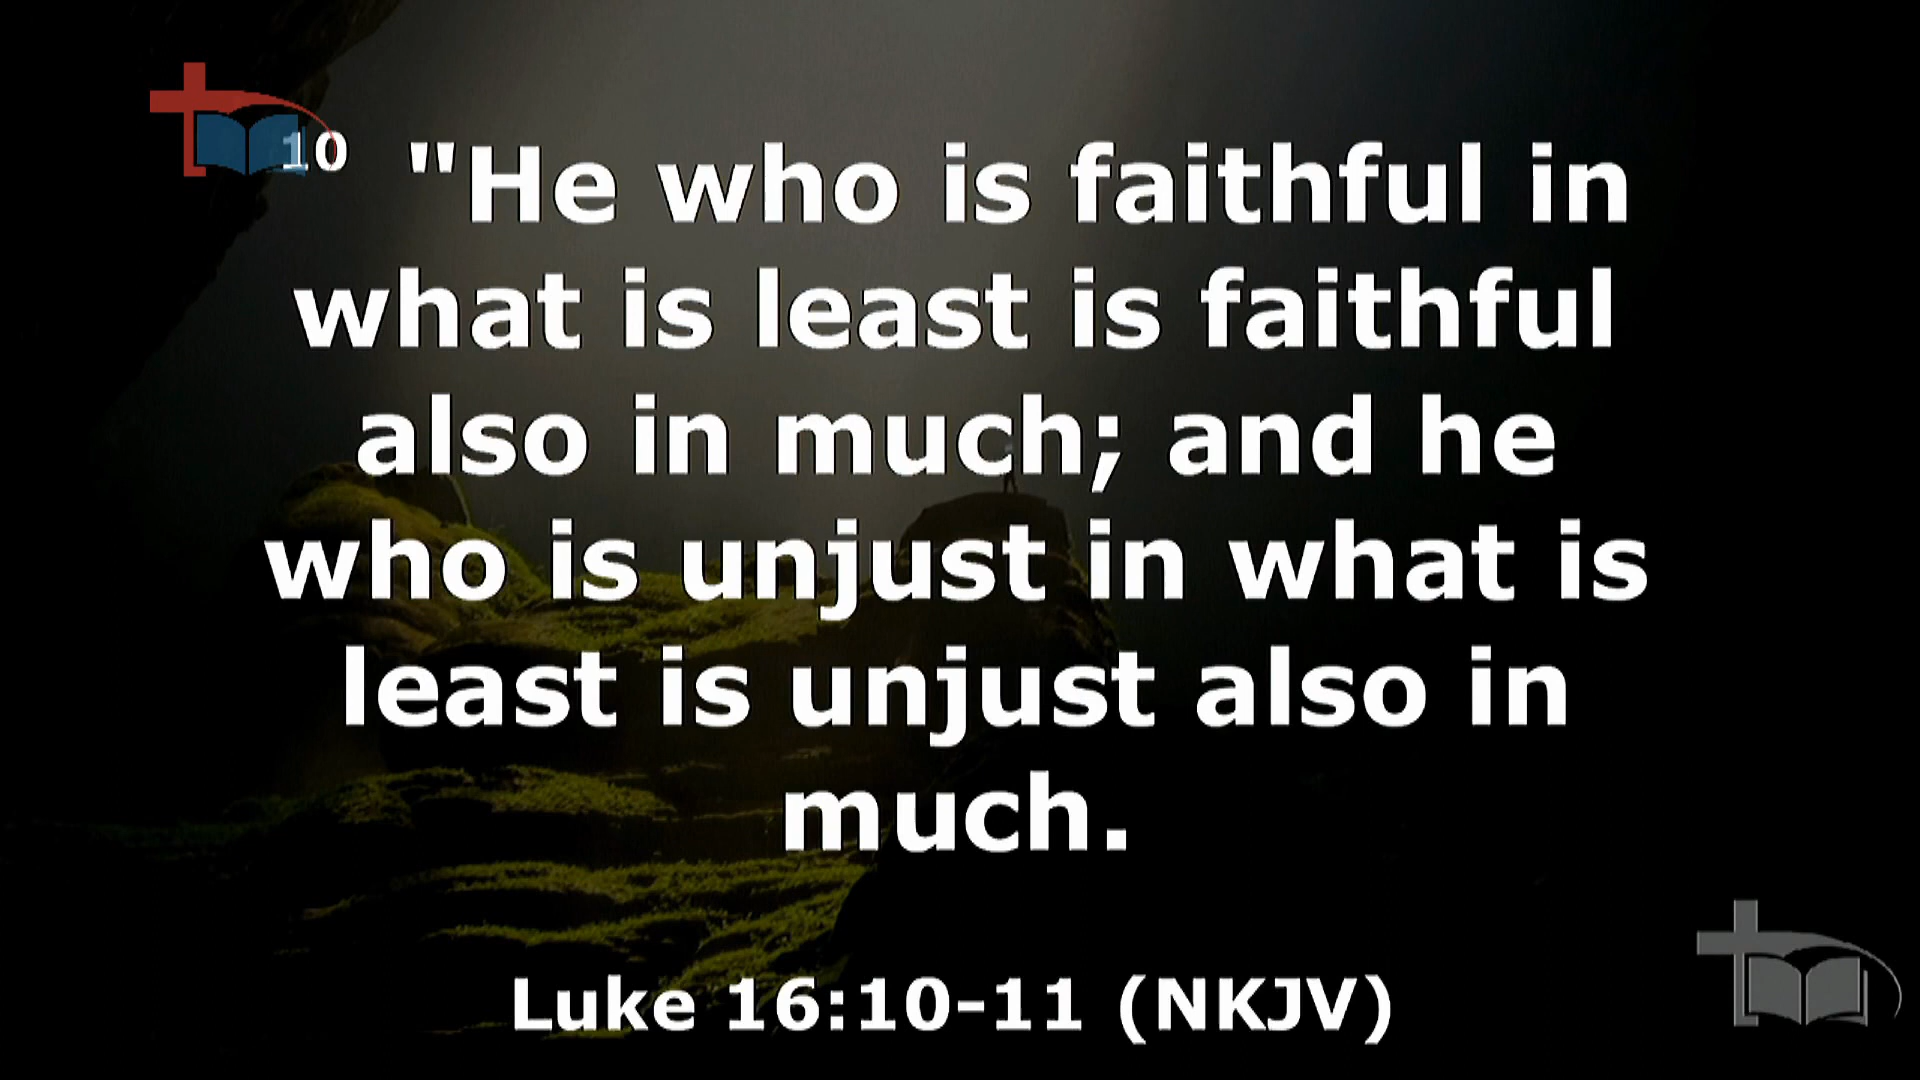 10 "He who is faithful in
what is least is faithful
also in much; and he
who is unjust in what is
least is unjust also in
much.
Luke 16:10-11 (NKJV)